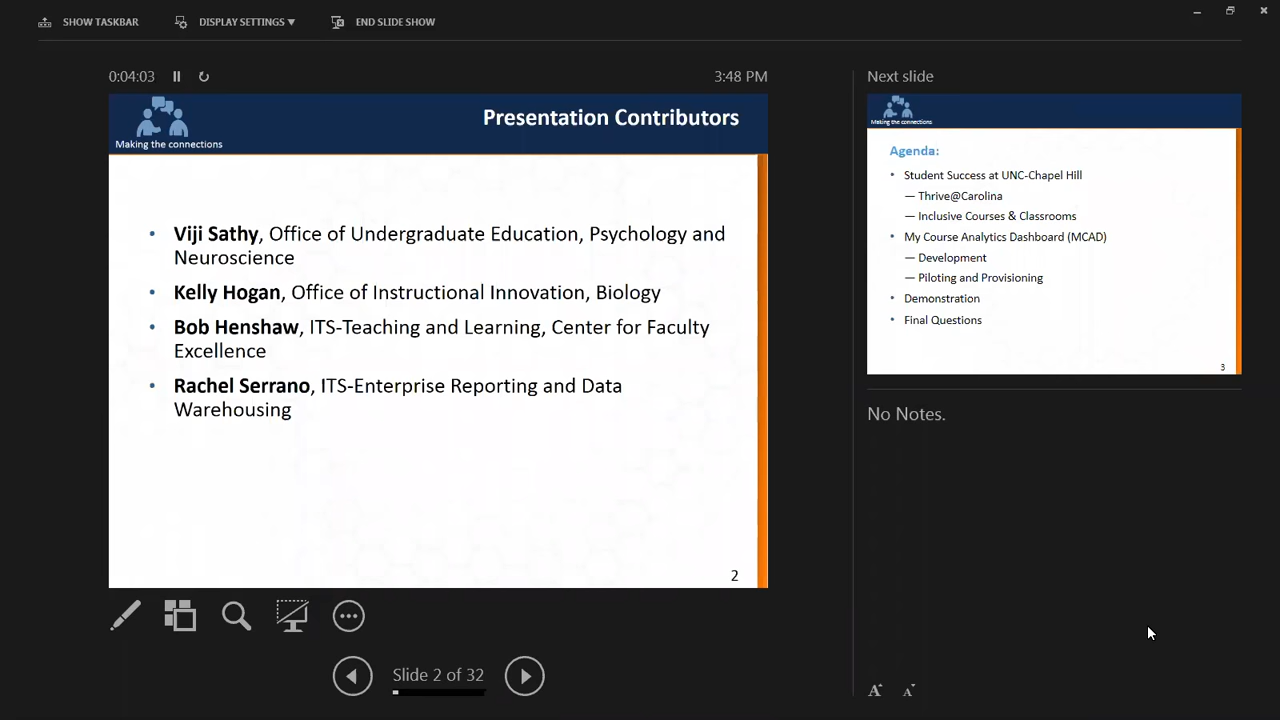 SHOW TASKBAR
DISPLAY SETTINGS ▼
END SLIDE SHOW
0:04:03
3:48 PM
Making the connections
Presentation Contributors
• Viji Sathy, Office of Undergraduate Education, Psychology and
Neuroscience
• Kelly Hogan, Office of Instructional Innovation, Biology
• Bob Henshaw, ITS-Teaching and Learning, Center for Faculty
Excellence
• Rachel Serrano, ITS-Enterprise Reporting and Data
Warehousing
2
Slide 2 of 32
Next slide
Making the connections
Agenda:
• Student Success at UNC-Chapel Hill
— Thrive@Carolina
— Inclusive Courses & Classrooms
• My Course Analytics Dashboard (MCAD)
— Development
— Piloting and Provisioning
• Demonstration
• Final Questions
3
No Notes.
A A